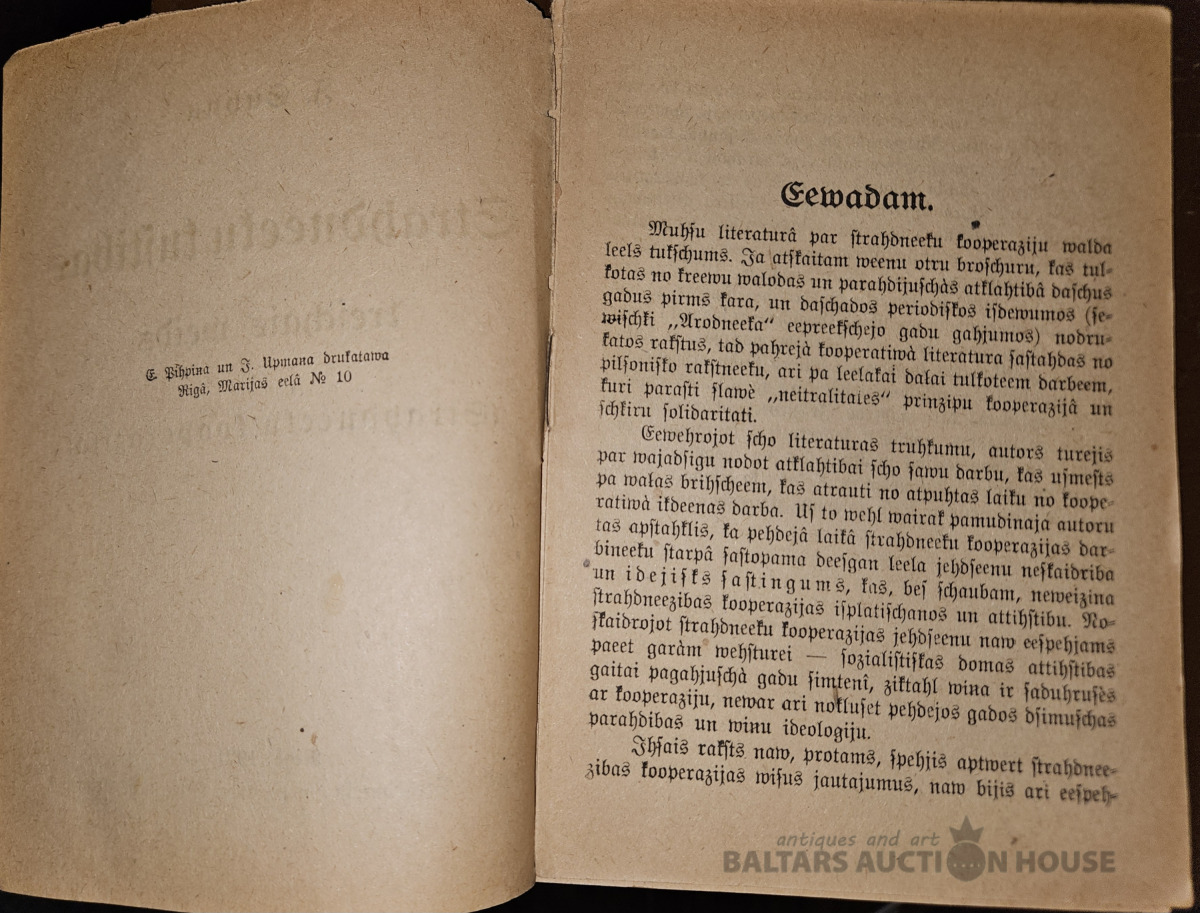 E. Pihpina un J. Upmana drukatawa
Rigâ, Marijas eelâ № 10
Eewadam.
Muhsu literaturâ par strahdneeku kooperaziju walda
leels tukschums. Ja atskaitam weenu otru broschuru, kas tul-
kotas no kreewu walodas un parahdijuschâs atklahtibâ daschus
gadus pirms kara, un daschados periodiskos isdewumos (se-
wischki „Arodneeka“ eepreekschejo gadu gahjumos) nodru-
katos rakstus, tad pahrejà kooperatiwà literatura sastahdas no
pilsonisko rakstneeku, ari pa leelakai dalai tulkoteem darbeem,
kuri parasti slawè „neitralitates“ prinzipu kooperazijâ un
schkiru solidaritati.
Eewehrojot scho literaturas truhkumu, autors turejis
par wajadsigu nodot atklahtibai scho sawu darbu, kas usmests
pa walas brihscheem, kas atrauti no atpuhtas laiku no koope-
ratiwà ikdeenas darba. Us to wehl wairak pamudinaja autoru
tas apstahklis, ka pehdejâ laikâ strahdneeku kooperazijas dar-
bineeku starpâ sastopama deesgan leela jehdseenu neskaidriba
un idejisks sastingums, kas, bes schaubam, neweizina
strahdneezibas kooperazijas isplatischanos un attihstibu. No-
skaidrojot strahdneeku kooperazijas jehdseenu naw eespehjams
paeet garàm wehsturei — sozialistiskas domas attihstibas
gaitai pagahjuschà gadu simtenî, ziktahl wina ir saduhrusès
ar kooperaziju, newar ari nokluset pehdejos gados dsimuschas
parahdibas un winu ideologiju.
Ihsais raksts naw, protams, spehjis aptwert strahdnee-
zibas kooperazijas wisus jautajumus, naw bijis ari eespeh-
antiques and art
BALTARS AUCTION HOUSE